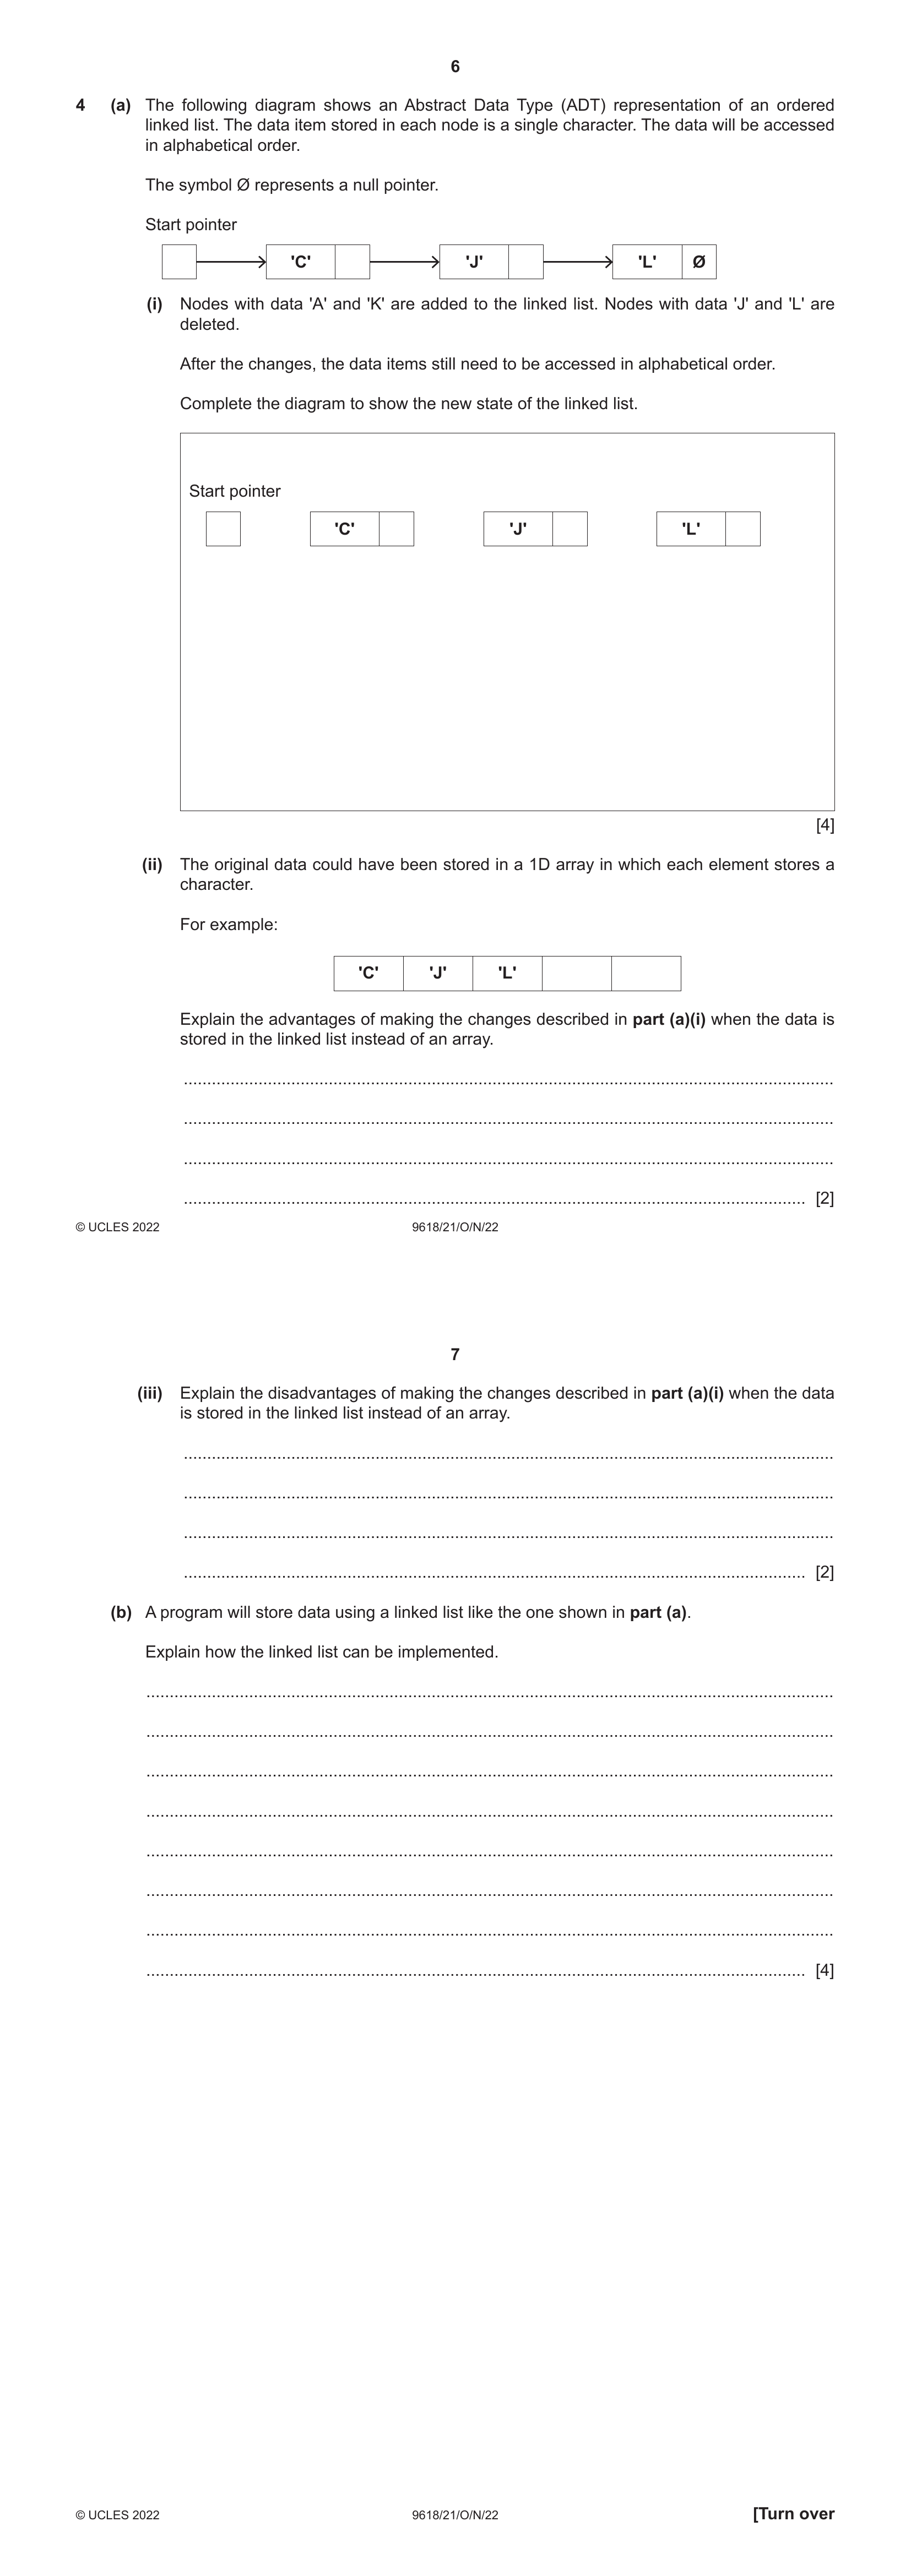 6
4 (a) The following diagram shows an Abstract Data Type (ADT) representation of an ordered
linked list. The data item stored in each node is a single character. The data will be accessed
in alphabetical order.
The symbol Ø represents a null pointer.
Start pointer
'C' 'J' 'L' Ø
(i) Nodes with data 'A' and 'K' are added to the linked list. Nodes with data 'J' and 'L' are
deleted.
After the changes, the data items still need to be accessed in alphabetical order.
Complete the diagram to show the new state of the linked list.
Start pointer
'C' 'J' 'L'
[4]
(ii) The original data could have been stored in a 1D array in which each element stores a
character.
For example:
'C' 'J' 'L'
Explain the advantages of making the changes described in part (a)(i) when the data is
stored in the linked list instead of an array.
[2]
© UCLES 2022 9618/21/O/N/22
7
(iii) Explain the disadvantages of making the changes described in part (a)(i) when the data
is stored in the linked list instead of an array.
[2]
(b) A program will store data using a linked list like the one shown in part (a).
Explain how the linked list can be implemented.
[4]
© UCLES 2022 9618/21/O/N/22 [Turn over